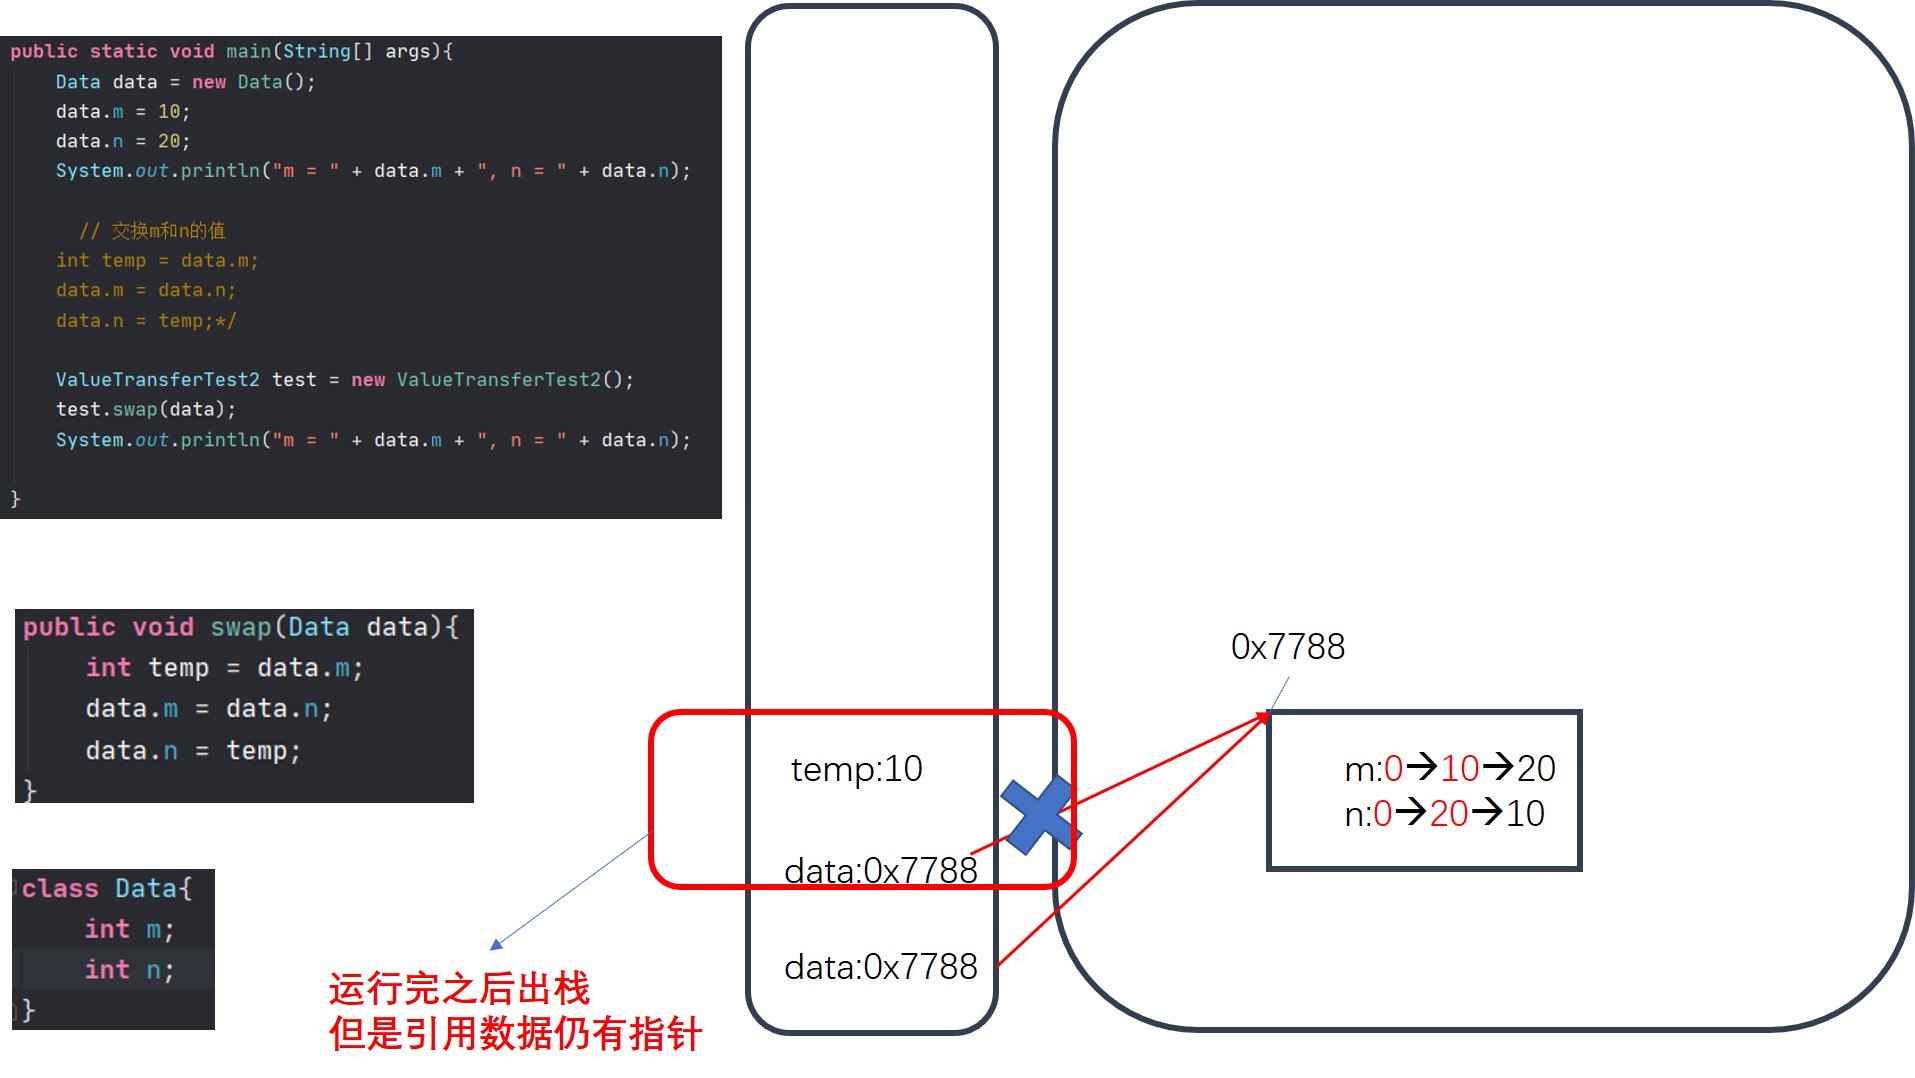 public static void main(String[] args){
Data data = new Data();
data.m = 10;
data.n = 20;
System.out.println("m = " + data.m + ", n = " + data.n);
// 交换m和n的值
int temp = data.m;
data.m = data.n;
data.n = temp;*/
ValueTransferTest2 test = new ValueTransferTest2();
test.swap(data);
System.out.println("m = " + data.m + ", n = " + data.n);
}
public void swap(Data data){
int temp = data.m;
data.m = data.n;
data.n = temp;
}
class Data{
int m;
int n;
}
运行完之后出栈
但是引用数据仍有指针
temp:10
data:0x7788
data:0x7788
0x7788
m:0→10→20
n:0→20→10